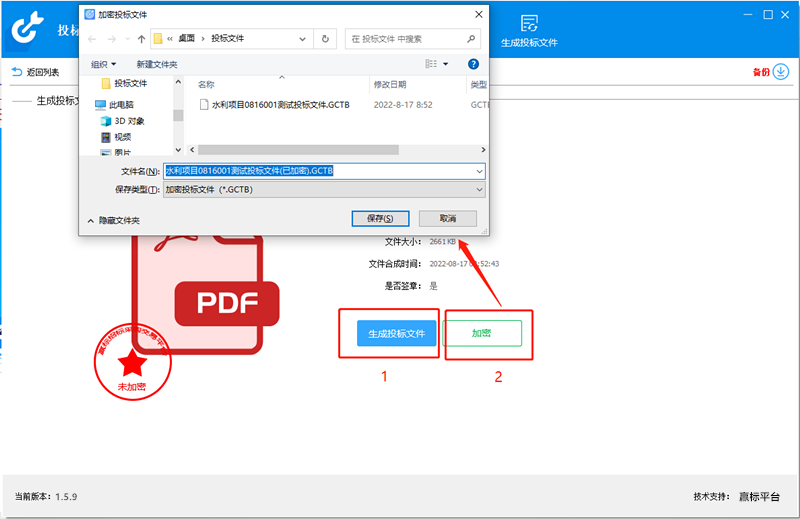 加密投标文件
投标
生成投标文件
« 桌面 › 投标文件
在 投标文件 中搜索
组织
新建文件夹
返回列表
备份
投标文件
名称
修改日期
类型
此电脑
水利项目0816001测试投标文件.GCTB
2022-8-17 8:52
GCTB
3D 对象
生成投标文
视频
图片
文件名(N):
水利项目0816001测试投标文件(已加密).GCTB
保存类型(T):
加密投标文件 (*.GCTB)
隐藏文件夹
保存(S)
取消
文件大小:
2661 KB
文件合成时间:
2022-08-17 08:52:43
是否签章:
是
PDF
生成投标文件
加密
未加密
1
2
当前版本: 1.5.9
技术支持: 赢标平台